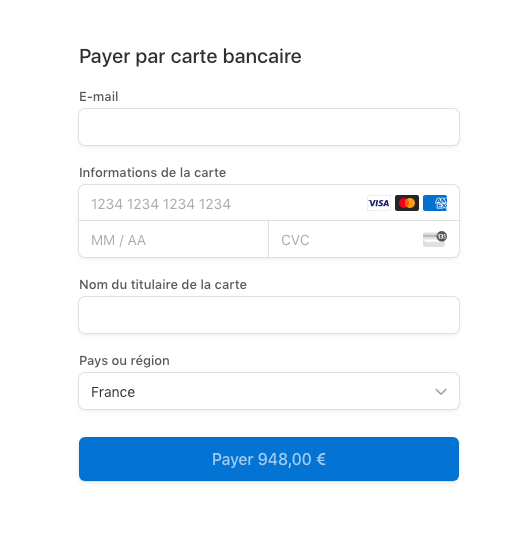 Payer par carte bancaire
E-mail
Informations de la carte
1234 1234 1234 1234 VISA AMEX
MM / AA CVC 135
Nom du titulaire de la carte
Pays ou région
France
Payer 948,00 €